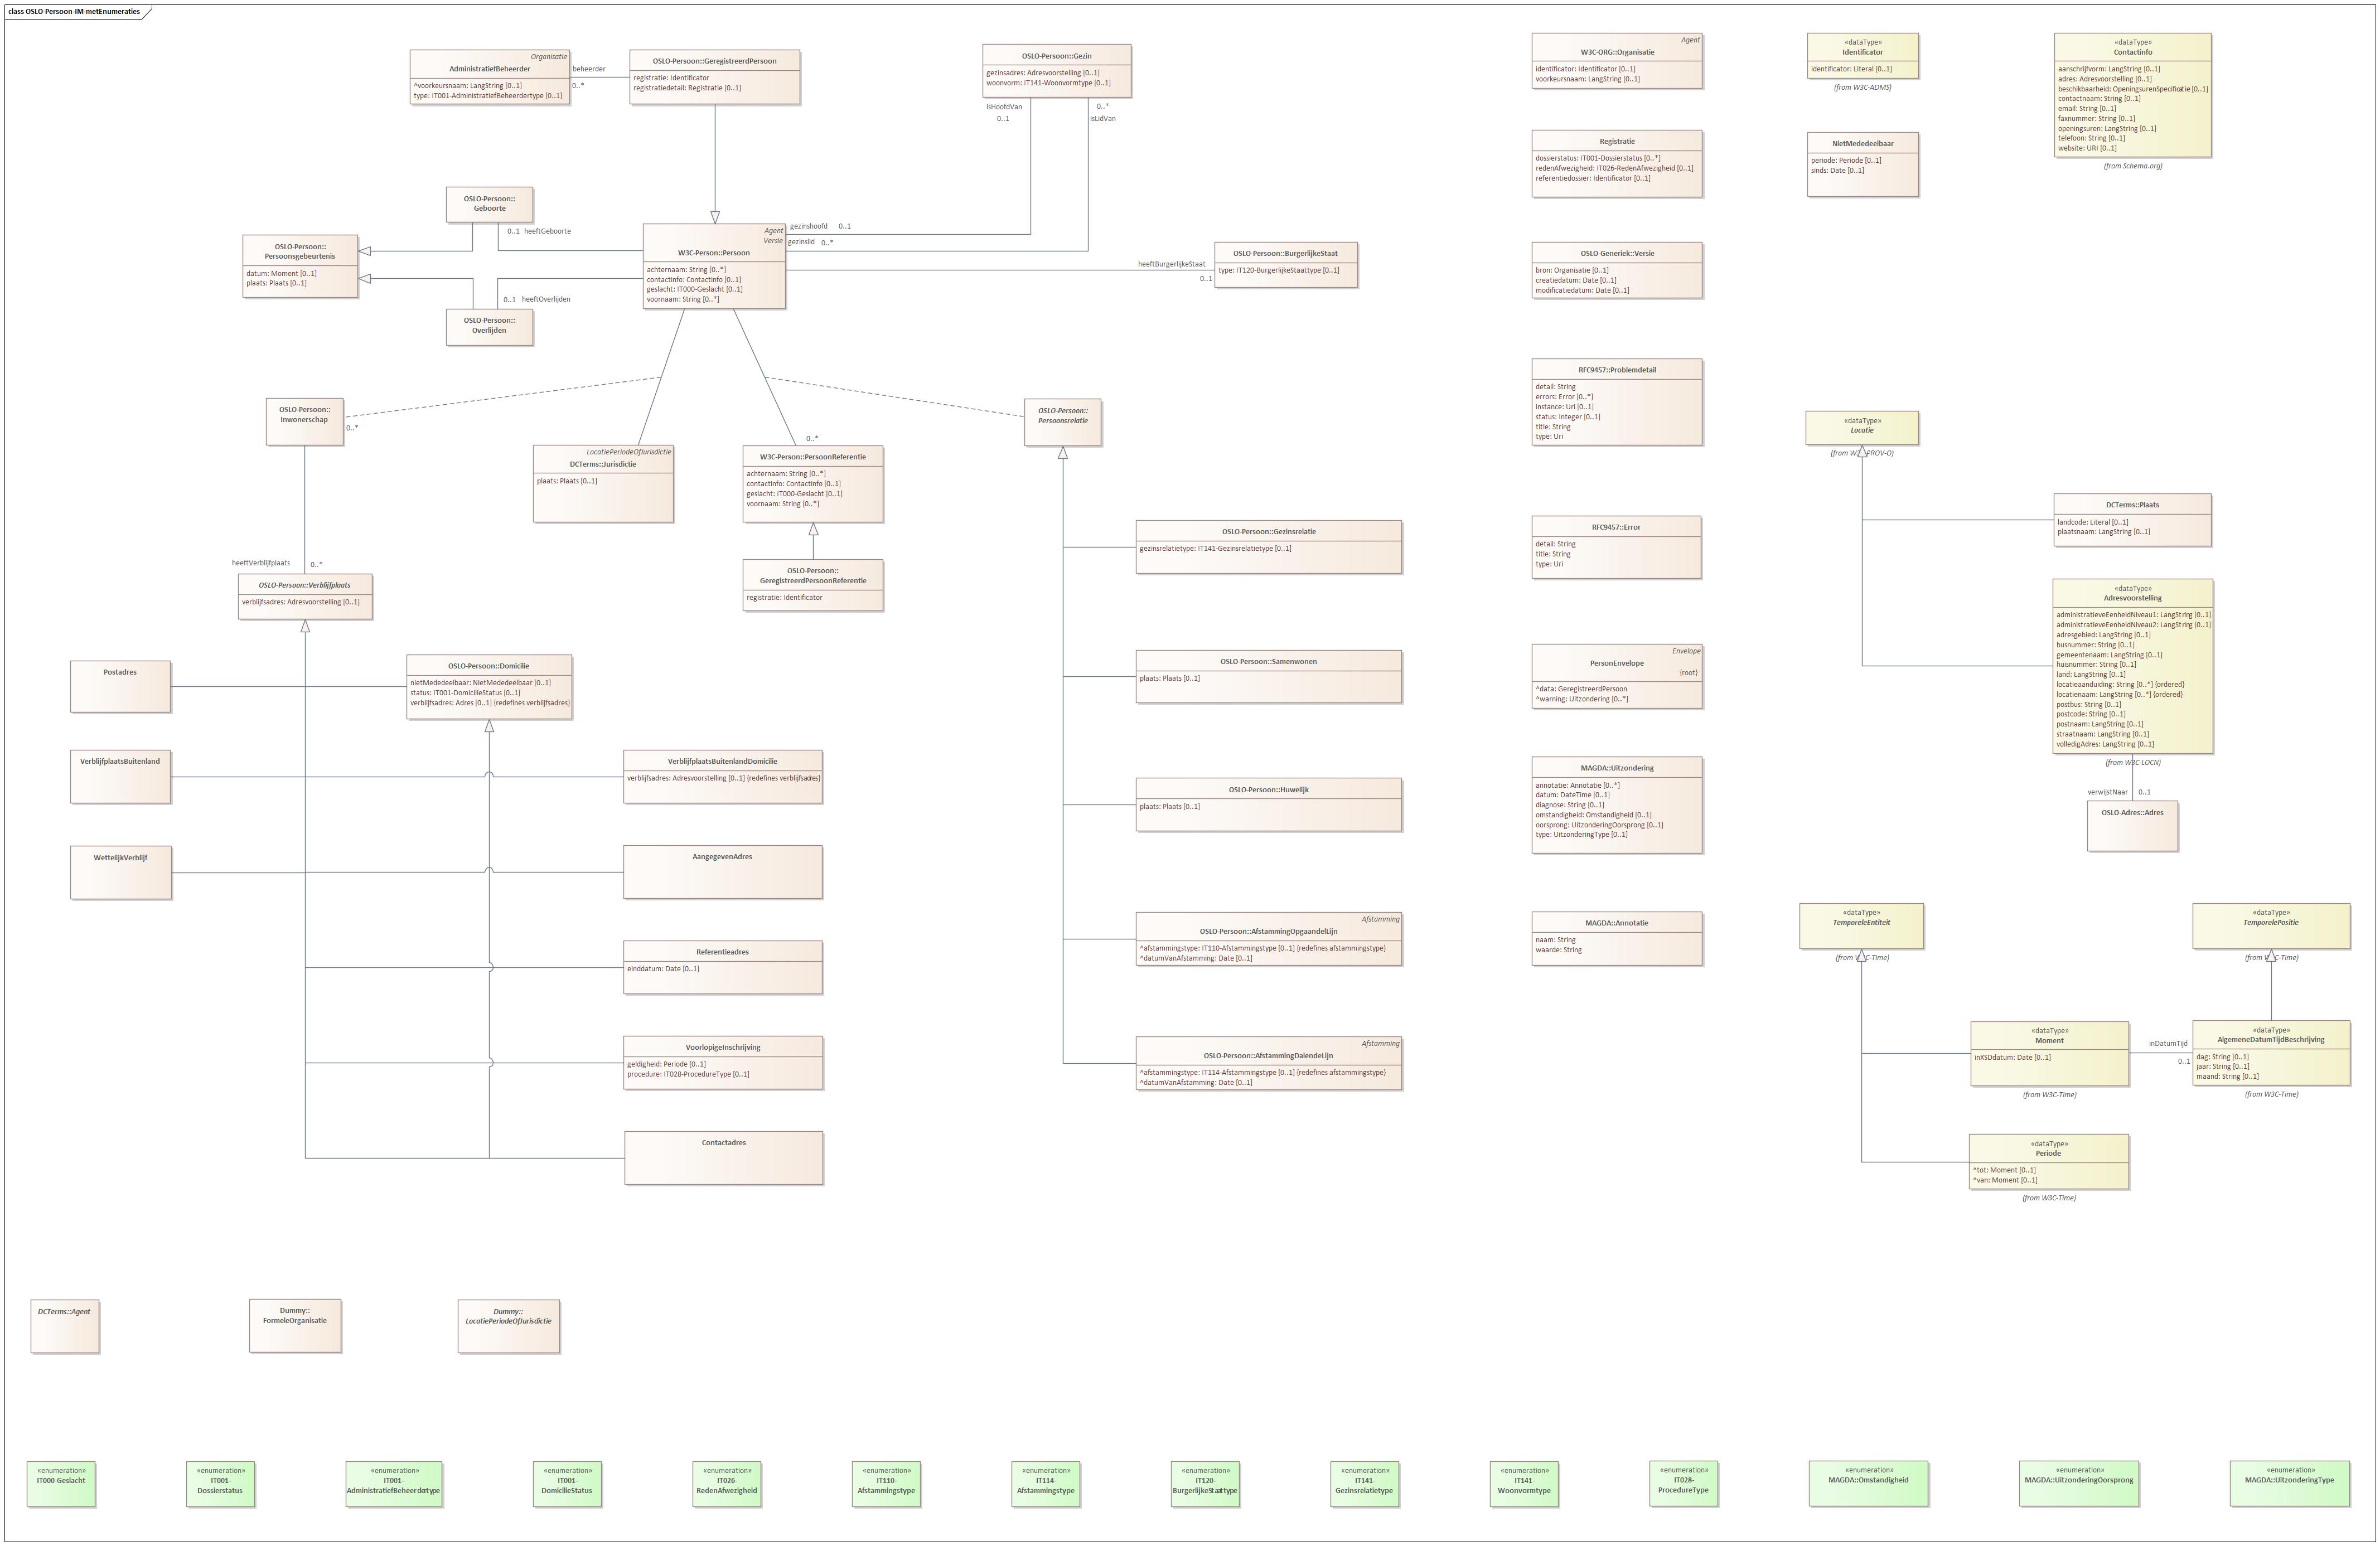 class OSLO-Persoon-IM-metEnumeraties
Organisatie
AdministratiefBeheerder
^voorkeursnaam: LangString [0..1]
type: IT001-AdministratiefBeheerdertype [0..1]
beheerder
0..*
OSLO-Persoon::GeregistreerdPersoon
registratie: Identificator
registratiedetail: Registratie [0..1]
OSLO-Persoon::Gezin
gezinsadres: Adresvoorstelling [0..1]
woonvorm: IT141-Woonvormtype [0..1]
isHoofdVan
0..1
0..*
isLidVan
OSLO-Persoon::
Geboorte
0..1 heeftGeboorte
OSLO-Persoon::
Persoonsgebeurtenis
datum: Moment [0..1]
plaats: Plaats [0..1]
0..1 heeftOverlijden
OSLO-Persoon::
Overlijden
Agent
Versie
W3C-Person::Persoon
achternaam: String [0..*]
contactinfo: Contactinfo [0..1]
geslacht: IT000-Geslacht [0..1]
voornaam: String [0..*]
gezinshoofd 0..1
gezinslid 0..*
heeftBurgerlijkeStaat
0..1
OSLO-Persoon::BurgerlijkeStaat
type: IT120-BurgerlijkeStaattype [0..1]
OSLO-Persoon::
Inwonerschap
0..*
LocatiePeriodeOfJurisdictie
DCTerms::Jurisdictie
plaats: Plaats [0..1]
0..*
W3C-Person::PersoonReferentie
achternaam: String [0..*]
contactinfo: Contactinfo [0..1]
geslacht: IT000-Geslacht [0..1]
voornaam: String [0..*]
OSLO-Persoon::
GeregistreerdPersoonReferentie
registratie: Identificator
OSLO-Persoon::
Persoonsrelatie
heeftVerblijfplaats 0..*
OSLO-Persoon::Verblijfplaats
verblijfsadres: Adresvoorstelling [0..1]
Postadres
OSLO-Persoon::Domicilie
nietMededeelbaar: NietMededeelbaar [0..1]
status: IT001-DomicilieStatus [0..1]
verblijfsadres: Adres [0..1] {redefines verblijfsadres}
VerblijfplaatsBuitenland
VerblijfplaatsBuitenlandDomicilie
verblijfsadres: Adresvoorstelling [0..1] {redefines verblijfsadres}
WettelijkVerblijf
AangegevenAdres
Referentieadres
einddatum: Date [0..1]
VoorlopigeInschrijving
geldigheid: Periode [0..1]
procedure: IT028-ProcedureType [0..1]
Contactadres
OSLO-Persoon::Gezinsrelatie
gezinsrelatietype: IT141-Gezinsrelatietype [0..1]
OSLO-Persoon::Samenwonen
plaats: Plaats [0..1]
OSLO-Persoon::Huwelijk
plaats: Plaats [0..1]
Afstamming
OSLO-Persoon::AfstammingOpgaandeLijn
^afstammingstype: IT110-Afstammingstype [0..1] {redefines afstammingstype}
^datumVanAfstamming: Date [0..1]
Afstamming
OSLO-Persoon::AfstammingDalendeLijn
^afstammingstype: IT114-Afstammingstype [0..1] {redefines afstammingstype}
^datumVanAfstamming: Date [0..1]
Agent
W3C-ORG::Organisatie
identificator: Identificator [0..1]
voorkeursnaam: LangString [0..1]
Registratie
dossierstatus: IT001-Dossierstatus [0..*]
redenAfwezigheid: IT026-RedenAfwezigheid [0..1]
referentiedossier: Identificator [0..1]
OSLO-Generiek::Versie
bron: Organisatie [0..1]
creatiedatum: Date [0..1]
modificatiedatum: Date [0..1]
RFC9457::Problemdetail
detail: String
errors: Error [0..*]
instance: Uri [0..1]
status: Integer [0..1]
title: String
type: Uri
RFC9457::Error
detail: String
title: String
type: Uri
Envelope
PersonEnvelope
{root}
^data: GeregistreerdPersoon
^warning: Uitzondering [0..*]
MAGDA::Uitzondering
annotatie: Annotatie [0..*]
datum: DateTime [0..1]
diagnose: String [0..1]
omstandigheid: Omstandigheid [0..1]
oorsprong: UitzonderingOorsprong [0..1]
type: UitzonderingType [0..1]
MAGDA::Annotatie
naam: String
waarde: String
«dataType»
Identificator
identificator: Literal [0..1]
(from W3C-ADMS)
NietMededeelbaar
periode: Periode [0..1]
sinds: Date [0..1]
«dataType»
Contactinfo
aanschrijfvorm: LangString [0..1]
adres: Adresvoorstelling [0..1]
beschikbaarheid: OpeningsurenSpecificatie [0..1]
contactnaam: String [0..1]
email: String [0..1]
faxnummer: String [0..1]
openingsuren: LangString [0..1]
telefoon: String [0..1]
website: URI [0..1]
(from Schema.org)
«dataType»
Locatie
(from W3C-PROV-O)
DCTerms::Plaats
landcode: Literal [0..1]
plaatsnaam: LangString [0..1]
«dataType»
Adresvoorstelling
administratieveEenheidNiveau1: LangString [0..1]
administratieveEenheidNiveau2: LangString [0..1]
adresgebied: LangString [0..1]
busnummer: String [0..1]
gemeentenaam: LangString [0..1]
huisnummer: String [0..1]
land: LangString [0..1]
locatieaanduiding: String [0..*] {ordered}
locatienaam: LangString [0..*] {ordered}
postbus: String [0..1]
postcode: String [0..1]
postnaam: LangString [0..1]
straatnaam: LangString [0..1]
volledigAdres: LangString [0..1]
(from W3C-LOCN)
verwijstNaar 0..1
OSLO-Adres::Adres
«dataType»
TemporeleEntiteit
(from W3C-Time)
«dataType»
TemporelePositie
(from W3C-Time)
«dataType»
Moment
inXSDdatum: Date [0..1]
(from W3C-Time)
inDatumTijd
0..1
«dataType»
AlgemeneDatumTijdBeschrijving
dag: String [0..1]
jaar: String [0..1]
maand: String [0..1]
(from W3C-Time)
«dataType»
Periode
^tot: Moment [0..1]
^van: Moment [0..1]
(from W3C-Time)
DCTerms::Agent
Dummy::
FormeleOrganisatie
Dummy::
LocatiePeriodeOfJurisdictie
«enumeration»
IT000-Geslacht
«enumeration»
IT001-
Dossierstatus
«enumeration»
IT001-
AdministratiefBeheerdertype
«enumeration»
IT001-
DomicilieStatus
«enumeration»
IT026-
RedenAfwezigheid
«enumeration»
IT110-
Afstammingstype
«enumeration»
IT114-
Afstammingstype
«enumeration»
IT120-
BurgerlijkeStaattype
«enumeration»
IT141-
Gezinsrelatietype
«enumeration»
IT141-
Woonvormtype
«enumeration»
IT028-
ProcedureType
«enumeration»
MAGDA::Omstandigheid
«enumeration»
MAGDA::UitzonderingOorsprong
«enumeration»
MAGDA::UitzonderingType